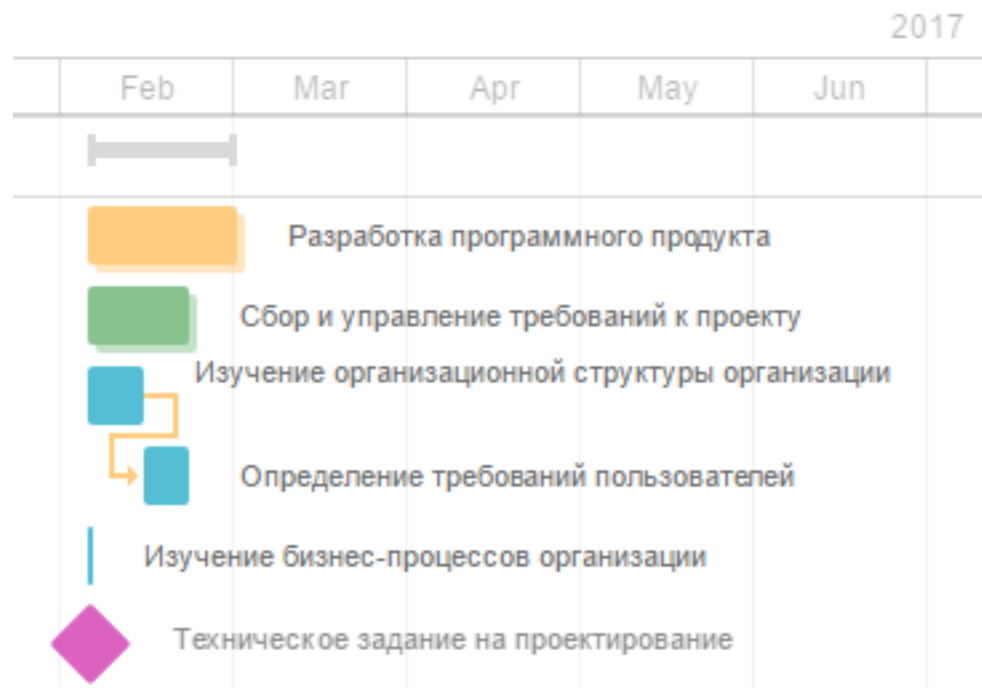 2017
Feb Mar Apr May Jun
Разработка программного продукта
Сбор и управление требований к проекту
Изучение организационной структуры организации
Определение требований пользователей
Изучение бизнес-процессов организации
Техническое задание на проектирование